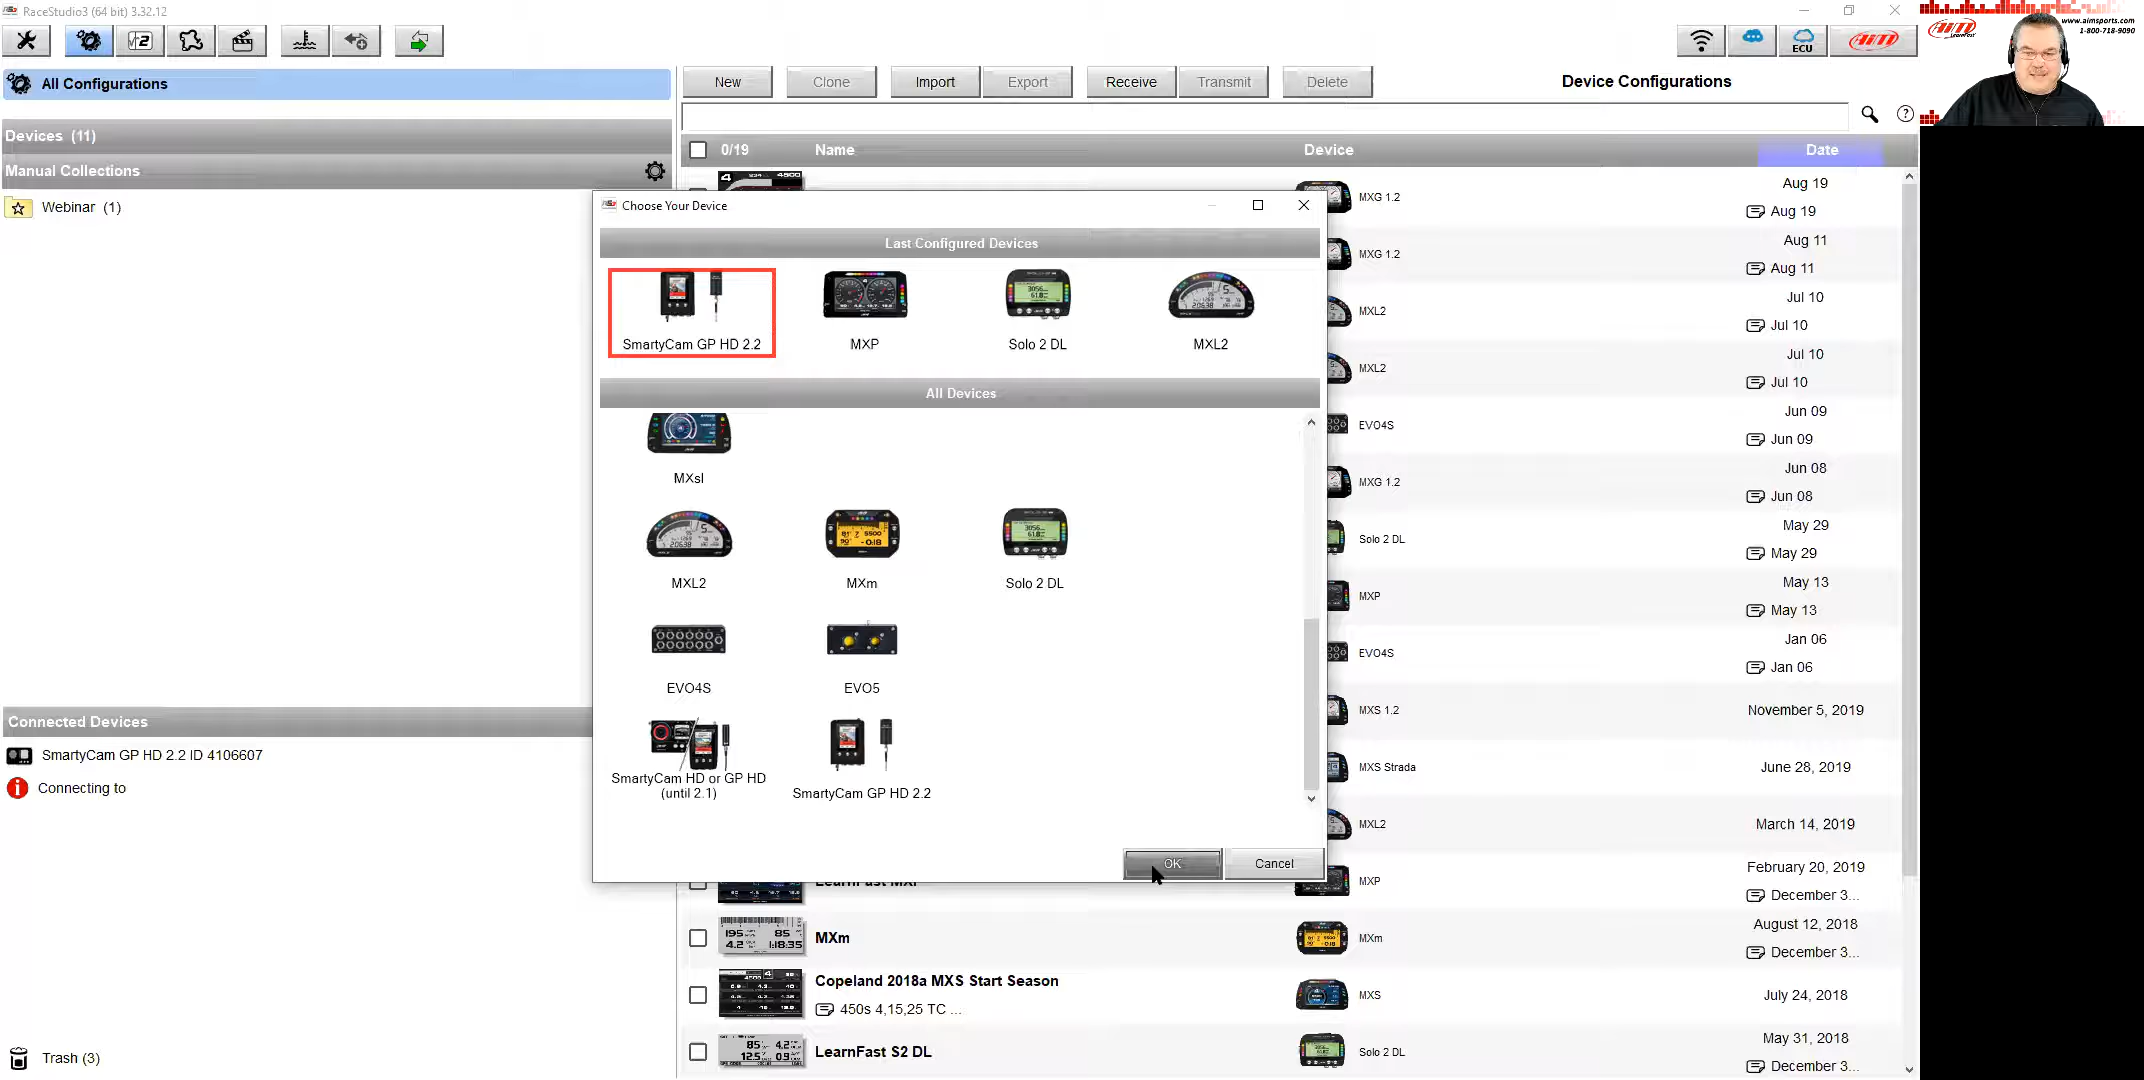 RaceStudio3 (64 bit) 3.32.12
www.aimsports.com
1-800-718-9090
ECU
All Configurations
New
Clone
Import
Export
Receive
Transmit
Delete
Device Configurations
Devices (11)
Manual Collections
Webinar (1)
0/19
Name
Device
Date
Choose Your Device
Last Configured Devices
SmartyCam GP HD 2.2
MXP
Solo 2 DL
MXL2
All Devices
MXsl
MXL2
MXm
Solo 2 DL
EVO4S
EVO5
SmartyCam HD or GP HD
(until 2.1)
SmartyCam GP HD 2.2
OK
Cancel
MXG 1.2
Aug 19
Aug 19
MXG 1.2
Aug 11
Aug 11
MXL2
Jul 10
Jul 10
MXL2
Jul 10
Jul 10
EVO4S
Jun 09
Jun 09
MXG 1.2
Jun 08
Jun 08
Solo 2 DL
May 29
May 29
MXP
May 13
May 13
EVO4S
Jan 06
Jan 06
MXS 1.2
November 5, 2019
MXS Strada
June 28, 2019
MXL2
March 14, 2019
LearnFast MXP
MXP
February 20, 2019
December 3...
MXm
MXm
August 12, 2018
December 3...
Copeland 2018a MXS Start Season
450s 4,15,25 TC ...
MXS
July 24, 2018
LearnFast S2 DL
Solo 2 DL
May 31, 2018
December 3...
Connected Devices
SmartyCam GP HD 2.2 ID 4106607
Connecting to
Trash (3)